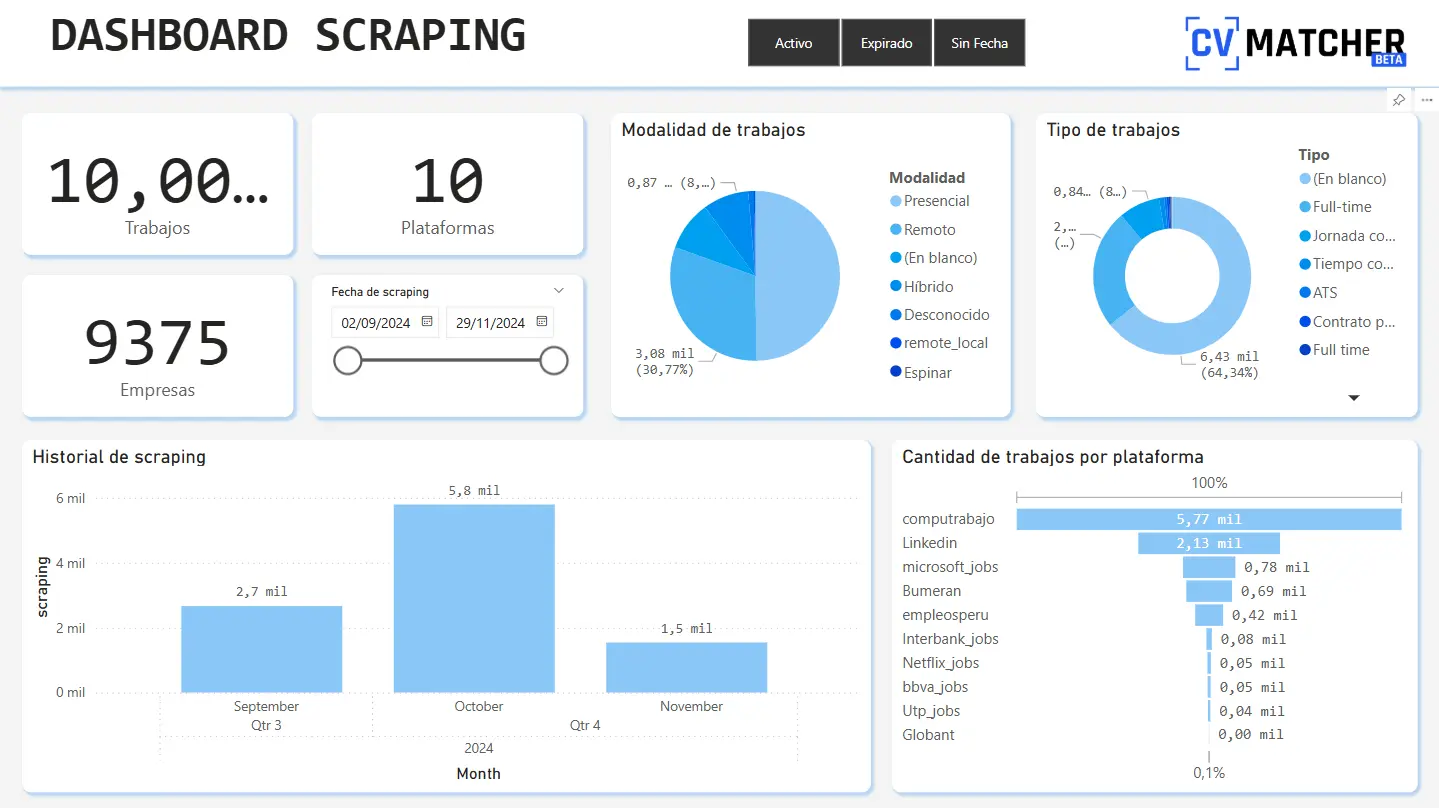 DASHBOARD SCRAPING
Activo
Expirado
Sin Fecha
CV MATCHER
BETA
10,00...
Trabajos
10
Plataformas
9375
Empresas
Fecha de scraping
02/09/2024
29/11/2024
Modalidad de trabajos
0,87 ... (8,...)
3,08 mil
(30,77%)
Modalidad
Presencial
Remoto
(En blanco)
Híbrido
Desconocido
remote_local
Espinar
Tipo de trabajos
0,84... (8...)
2,...
(...)
6,43 mil
(64,34%)
Tipo
(En blanco)
Full-time
Jornada co...
Tiempo co...
ATS
Contrato p...
Full time
Historial de scraping
scraping
6 mil
4 mil
2 mil
0 mil
2,7 mil
5,8 mil
1,5 mil
September
October
November
Qtr 3
Qtr 4
2024
Month
Cantidad de trabajos por plataforma
100%
computrabajo 5,77 mil
Linkedin 2,13 mil
microsoft_jobs 0,78 mil
Bumeran 0,69 mil
empleosperu 0,42 mil
Interbank_jobs 0,08 mil
Netflix_jobs 0,05 mil
bbva_jobs 0,05 mil
Utp_jobs 0,04 mil
Globant 0,00 mil
0,1%